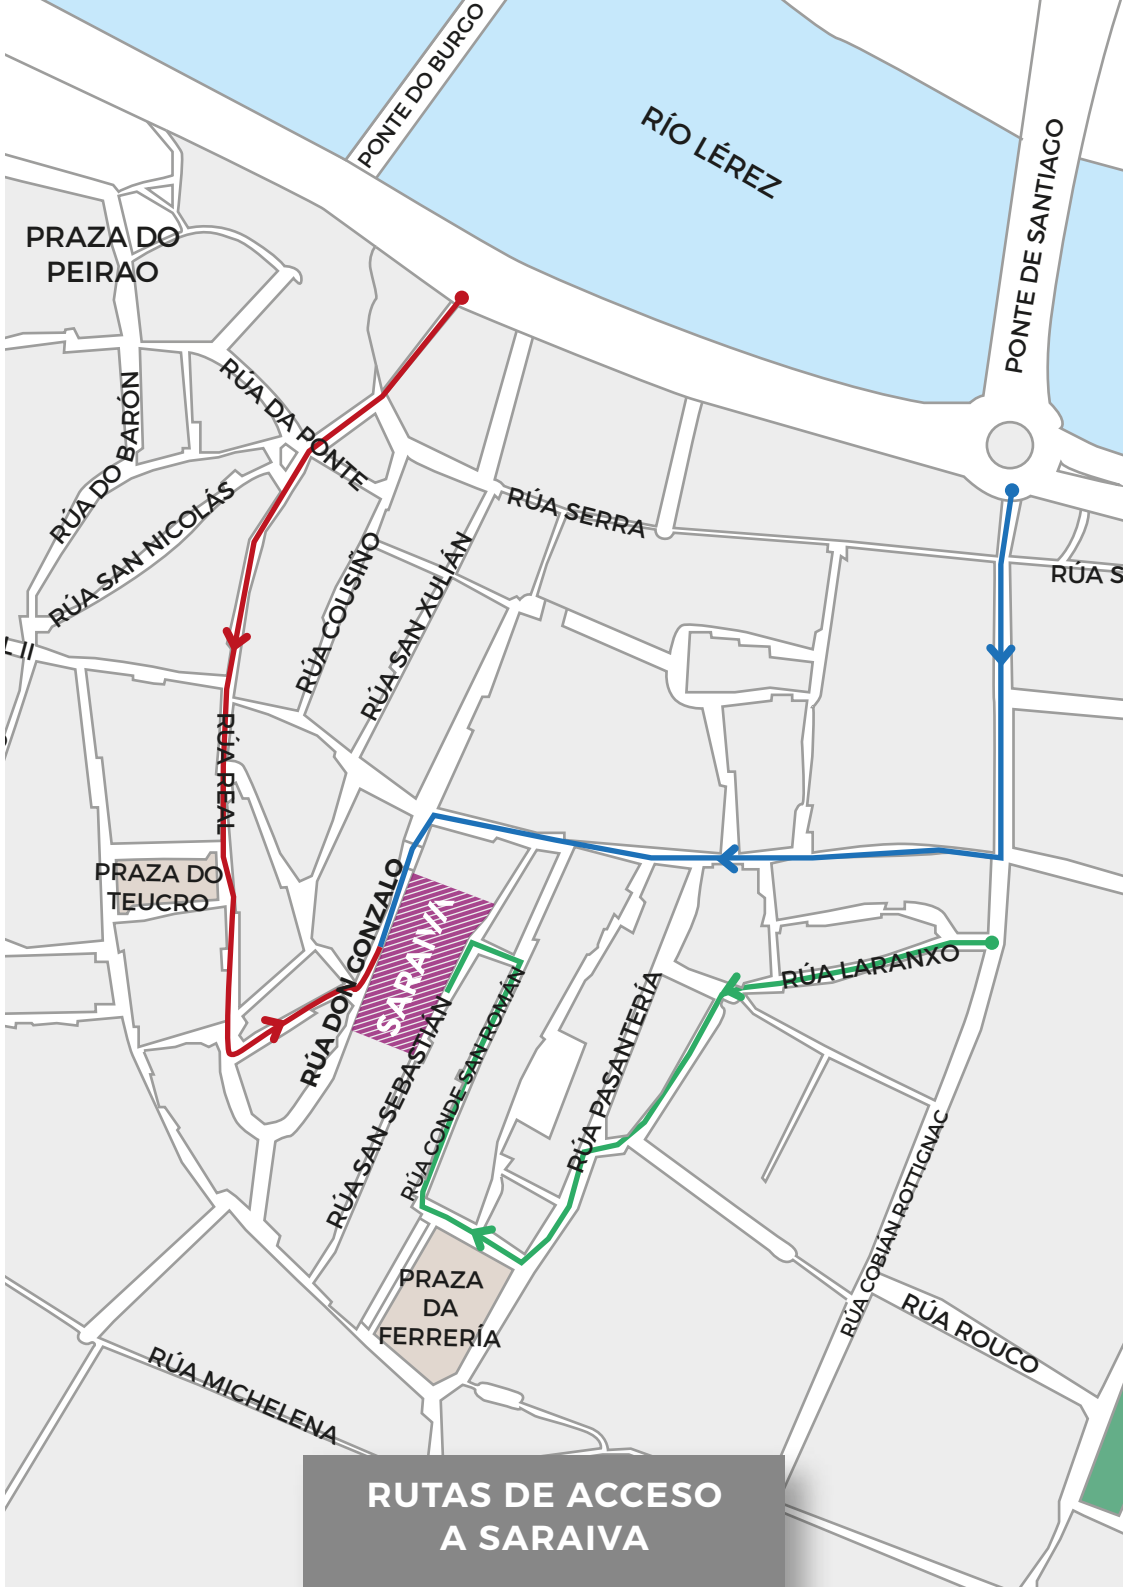 PONTE DO BURGO
RÍO LÉREZ
PONTE DE SANTIAGO
PRAZA DO
PEIRAO
RÚA DA PONTE
RÚA DO BARÓN
RÚA SAN NICOLÁS
RÚA SERRA
RÚA S
RÚA COUSIÑO
RÚA SAN XULIÁN
II
RÚA REAL
PRAZA DO
TEUCRO
RÚA DON GONZALO
SARAIVA
RÚA LARANXO
RÚA SAN SEBASTIÁN
RÚA CONDE SAN ROMÁN
RÚA PASANTERÍA
RÚA COBIÁN ROTTIGNAC
PRAZA
DA
FERRERÍA
RÚA ROUCO
RÚA MICHELENA
RUTAS DE ACCESO
A SARAIVA